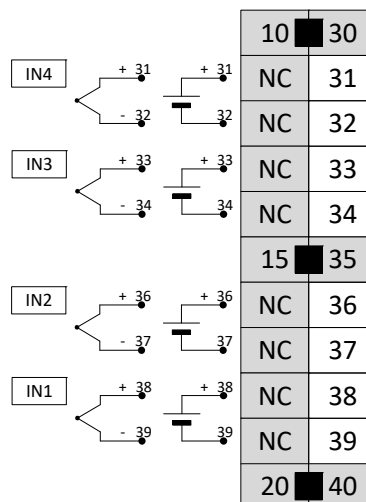 10 30
IN4 + 31 + 31 NC 31
- 32 32 NC 32
IN3 + 33 + 33 NC 33
- 34 34 NC 34
15 35
IN2 + 36 + 36 NC 36
- 37 37 NC 37
IN1 + 38 + 38 NC 38
- 39 39 NC 39
20 40